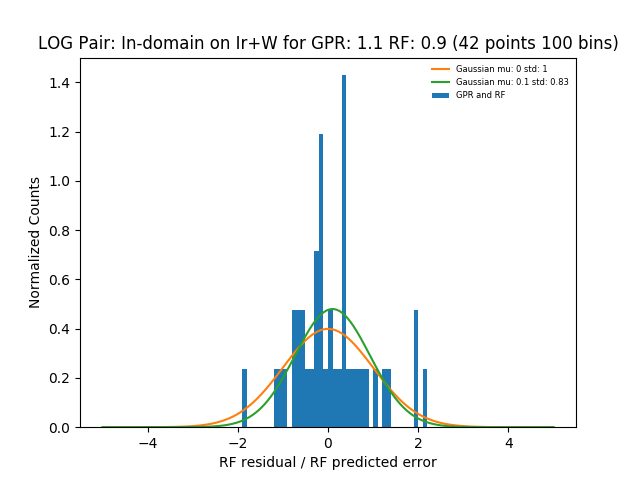 LOG Pair: In-domain on Ir+W for GPR: 1.1 RF: 0.9 (42 points 100 bins)
Gaussian mu: 0 std: 1
Gaussian mu: 0.1 std: 0.83
GPR and RF
Normalized Counts
1.4
1.2
1.0
0.8
0.6
0.4
0.2
0.0
−4 −2 0 2 4
RF residual / RF predicted error